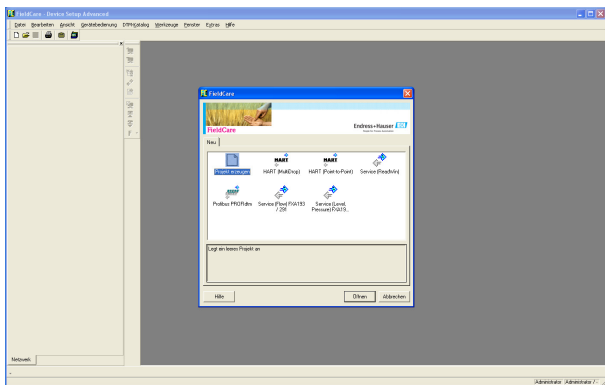 FieldCare - Device Setup Advanced
Datei Bearbeiten Ansicht Gerätebedienung DTM-Katalog Werkzeuge Fenster Extras Hilfe
FieldCare
FieldCare
Endress+Hauser
Neu
Projekt erzeugen
HART (MultiDrop)
HART (Point-to-Point)
Service (ReadWin)
Profibus PROFIdtm
Service (Flow) FXA193
/ 291
Service (Level,
Pressure) FXA19...
Legt ein leeres Projekt an
Hilfe
Öffnen
Abbrechen
Netzwerk
Administrator
Administrator /